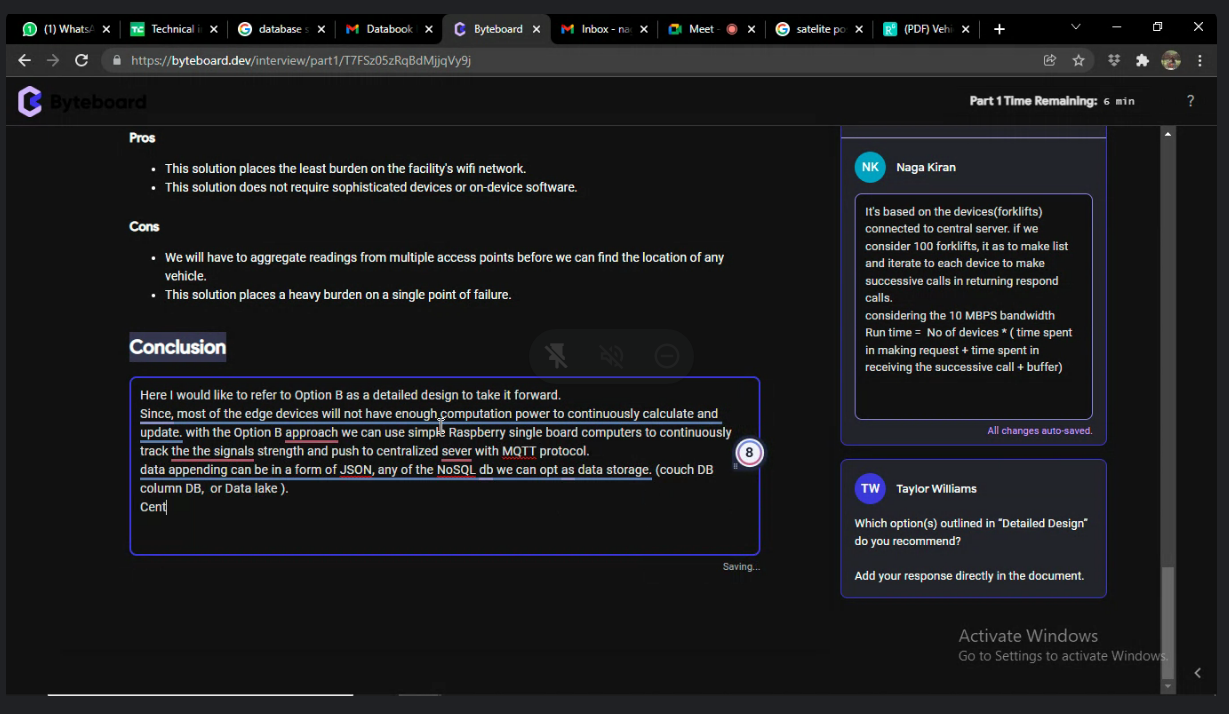 (1) WhatsA
Technical i
database s
Databook
Byteboard
Inbox - na
Meet -
satelite po
(PDF) Vehi
https://byteboard.dev/interview/part1/T7FSz05zRqBdMjjqVy9j
Byteboard
Part 1 Time Remaining: 6 min
?
Pros
• This solution places the least burden on the facility's wifi network.
• This solution does not require sophisticated devices or on-device software.
Cons
• We will have to aggregate readings from multiple access points before we can find the location of any
vehicle.
• This solution places a heavy burden on a single point of failure.
Conclusion
Here I would like to refer to Option B as a detailed design to take it forward.
Since, most of the edge devices will not have enough computation power to continuously calculate and
update. with the Option B approach we can use simple Raspberry single board computers to continuously
track the the signals strength and push to centralized sever with MQTT protocol.
data appending can be in a form of JSON, any of the NoSQL db we can opt as data storage. (couch DB
column DB, or Data lake ).
Cent
8
Saving...
NK
Naga Kiran
It's based on the devices(forklifts)
connected to central server. if we
consider 100 forklifts, it as to make list
and iterate to each device to make
successive calls in returning respond
calls.
considering the 10 MBPS bandwidth
Run time = No of devices * ( time spent
in making request + time spent in
receiving the successive call + buffer)
All changes auto-saved.
TW
Taylor Williams
Which option(s) outlined in "Detailed Design"
do you recommend?
Add your response directly in the document.
Activate Windows
Go to Settings to activate Windows.